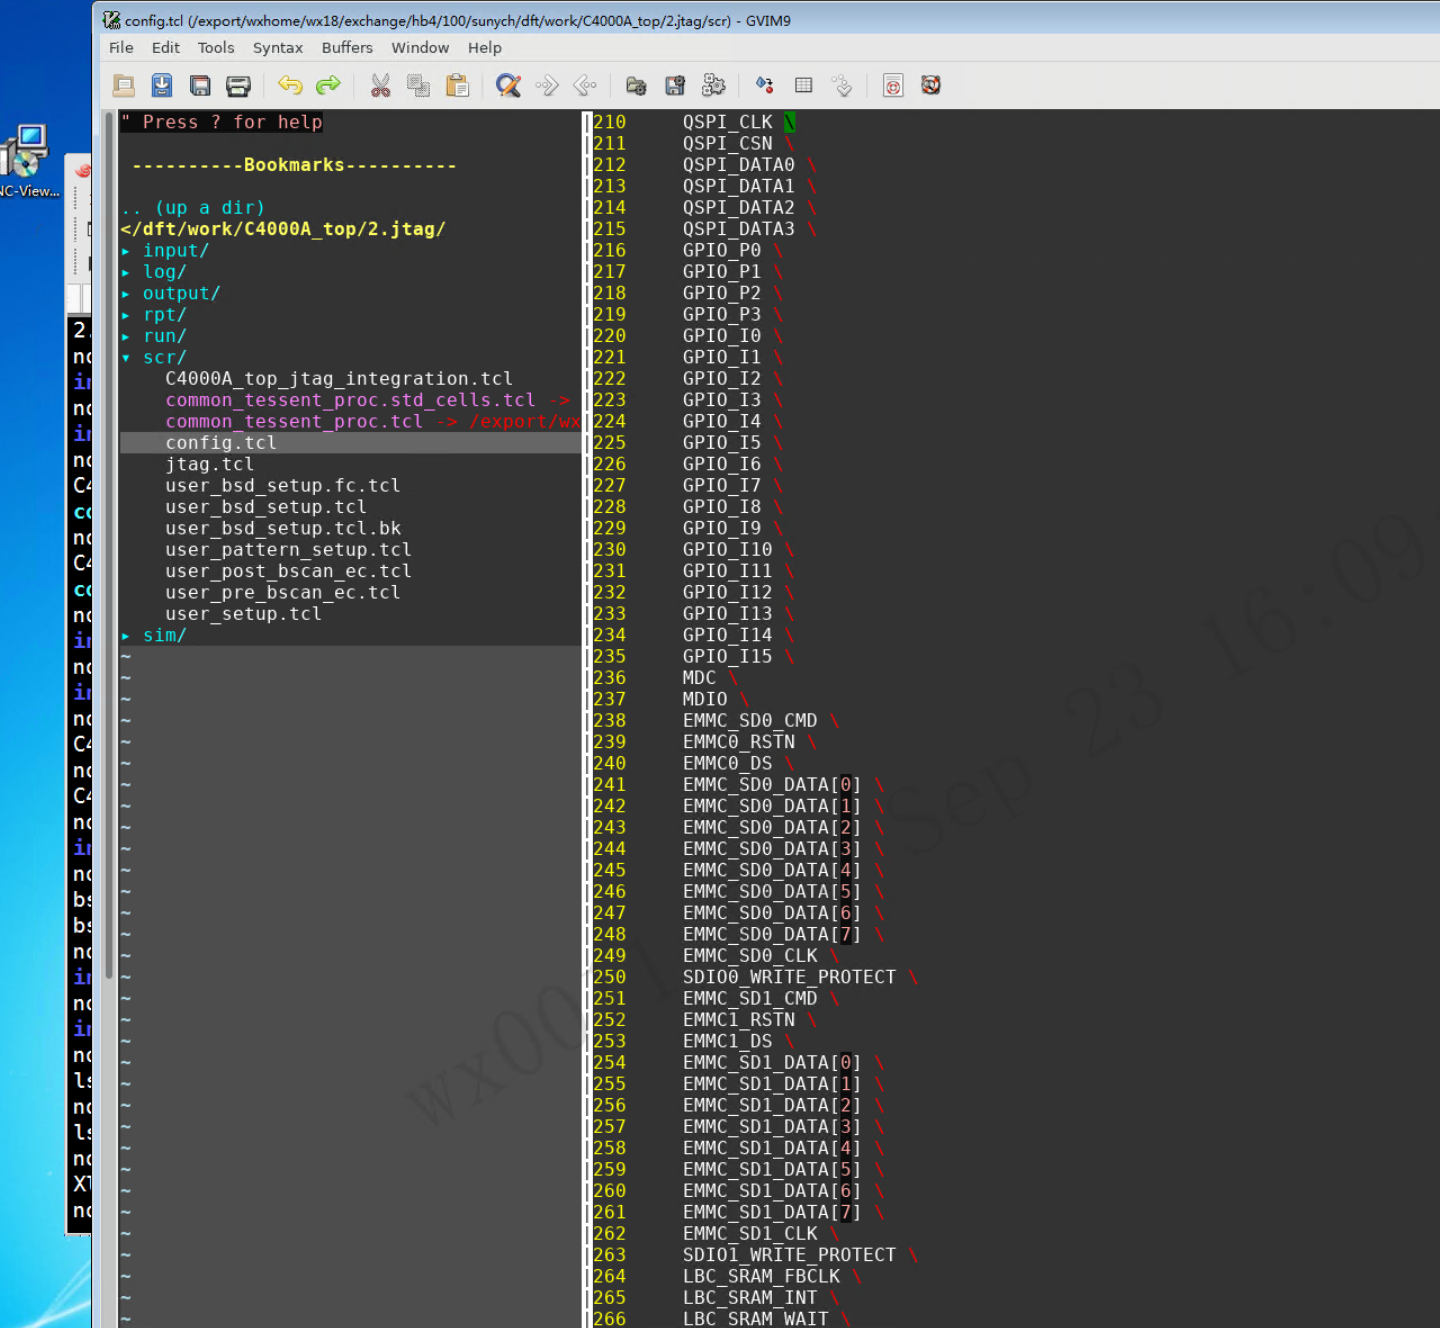 config.tcl (/export/wxhome/wx18/exchange/hb4/100/sunych/dft/work/C4000A_top/2.jtag/scr) - GVIM9
File Edit Tools Syntax Buffers Window Help
NC-View...
" Press ? for help
----------Bookmarks----------
.. (up a dir)
</dft/work/C4000A_top/2.jtag/
▸ input/
▸ log/
▸ output/
▸ rpt/
▸ run/
▾ scr/
C4000A_top_jtag_integration.tcl
common_tessent_proc.std_cells.tcl ->
common_tessent_proc.tcl -> /export/wx
config.tcl
jtag.tcl
user_bsd_setup.fc.tcl
user_bsd_setup.tcl
user_bsd_setup.tcl.bk
user_pattern_setup.tcl
user_post_bscan_ec.tcl
user_pre_bscan_ec.tcl
user_setup.tcl
▸ sim/
210 QSPI_CLK \
211 QSPI_CSN \
212 QSPI_DATA0 \
213 QSPI_DATA1 \
214 QSPI_DATA2 \
215 QSPI_DATA3 \
216 GPIO_P0 \
217 GPIO_P1 \
218 GPIO_P2 \
219 GPIO_P3 \
220 GPIO_I0 \
221 GPIO_I1 \
222 GPIO_I2 \
223 GPIO_I3 \
224 GPIO_I4 \
225 GPIO_I5 \
226 GPIO_I6 \
227 GPIO_I7 \
228 GPIO_I8 \
229 GPIO_I9 \
230 GPIO_I10 \
231 GPIO_I11 \
232 GPIO_I12 \
233 GPIO_I13 \
234 GPIO_I14 \
235 GPIO_I15 \
236 MDC \
237 MDIO \
238 EMMC_SD0_CMD \
239 EMMC0_RSTN \
240 EMMC0_DS \
241 EMMC_SD0_DATA[0] \
242 EMMC_SD0_DATA[1] \
243 EMMC_SD0_DATA[2] \
244 EMMC_SD0_DATA[3] \
245 EMMC_SD0_DATA[4] \
246 EMMC_SD0_DATA[5] \
247 EMMC_SD0_DATA[6] \
248 EMMC_SD0_DATA[7] \
249 EMMC_SD0_CLK \
250 SDIO0_WRITE_PROTECT \
251 EMMC_SD1_CMD \
252 EMMC1_RSTN \
253 EMMC1_DS \
254 EMMC_SD1_DATA[0] \
255 EMMC_SD1_DATA[1] \
256 EMMC_SD1_DATA[2] \
257 EMMC_SD1_DATA[3] \
258 EMMC_SD1_DATA[4] \
259 EMMC_SD1_DATA[5] \
260 EMMC_SD1_DATA[6] \
261 EMMC_SD1_DATA[7] \
262 EMMC_SD1_CLK \
263 SDIO1_WRITE_PROTECT \
264 LBC_SRAM_FBCLK \
265 LBC_SRAM_INT \
266 LBC_SRAM_WAIT \
Sep 23 16:09